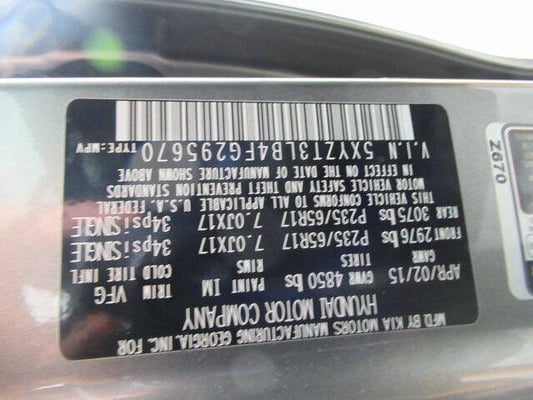 MFD. BY KIA MOTORS MANUFACTURING GEORGIA, INC. FOR
HYUNDAI MOTOR COMPANY
APR/02/15 GVWR 4850 lbs PAINT IM TRIM VFG
GAWR TIRES RIMS COLD TIRE INFL
FRONT 2976 lbs P235/65R17 7.0JX17 34psi SINGLE
REAR 3075 lbs P235/65R17 7.0JX17 34psi SINGLE
THIS VEHICLE CONFORMS TO ALL APPLICABLE U.S.A. FEDERAL
MOTOR VEHICLE SAFETY AND THEFT PREVENTION STANDARDS
IN EFFECT ON THE DATE OF MANUFACTURE SHOWN ABOVE
V.I.N 5XYZT3LB4FG295670 TYPE:MPV
Z670